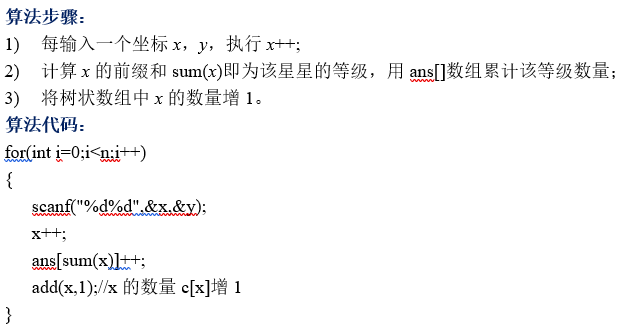 算法步骤：
1) 每输入一个坐标 x，y，执行 x++;
2) 计算 x 的前缀和 sum(x)即为该星星的等级，用 ans[]数组累计该等级数量；
3) 将树状数组中 x 的数量增 1。
算法代码：
for(int i=0;i<n;i++)
{
scanf("%d%d",&x,&y);
x++;
ans[sum(x)]++;
add(x,1);//x 的数量 c[x]增 1
}